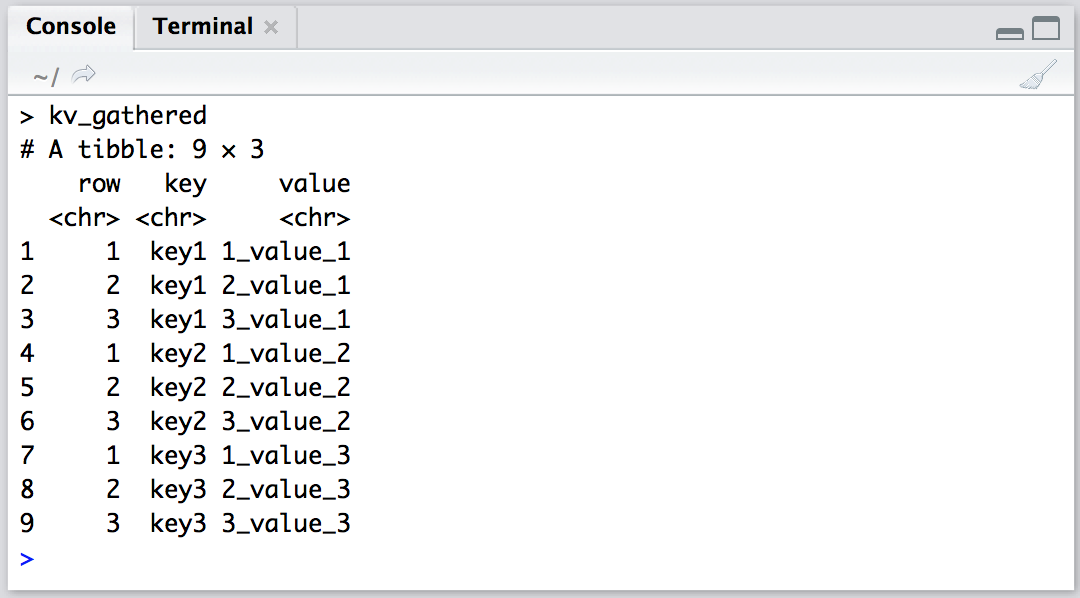 Console Terminal ×
~/
> kv_gathered
# A tibble: 9 × 3
    row   key     value
  <chr> <chr>     <chr>
1     1  key1 1_value_1
2     2  key1 2_value_1
3     3  key1 3_value_1
4     1  key2 1_value_2
5     2  key2 2_value_2
6     3  key2 3_value_2
7     1  key3 1_value_3
8     2  key3 2_value_3
9     3  key3 3_value_3
>